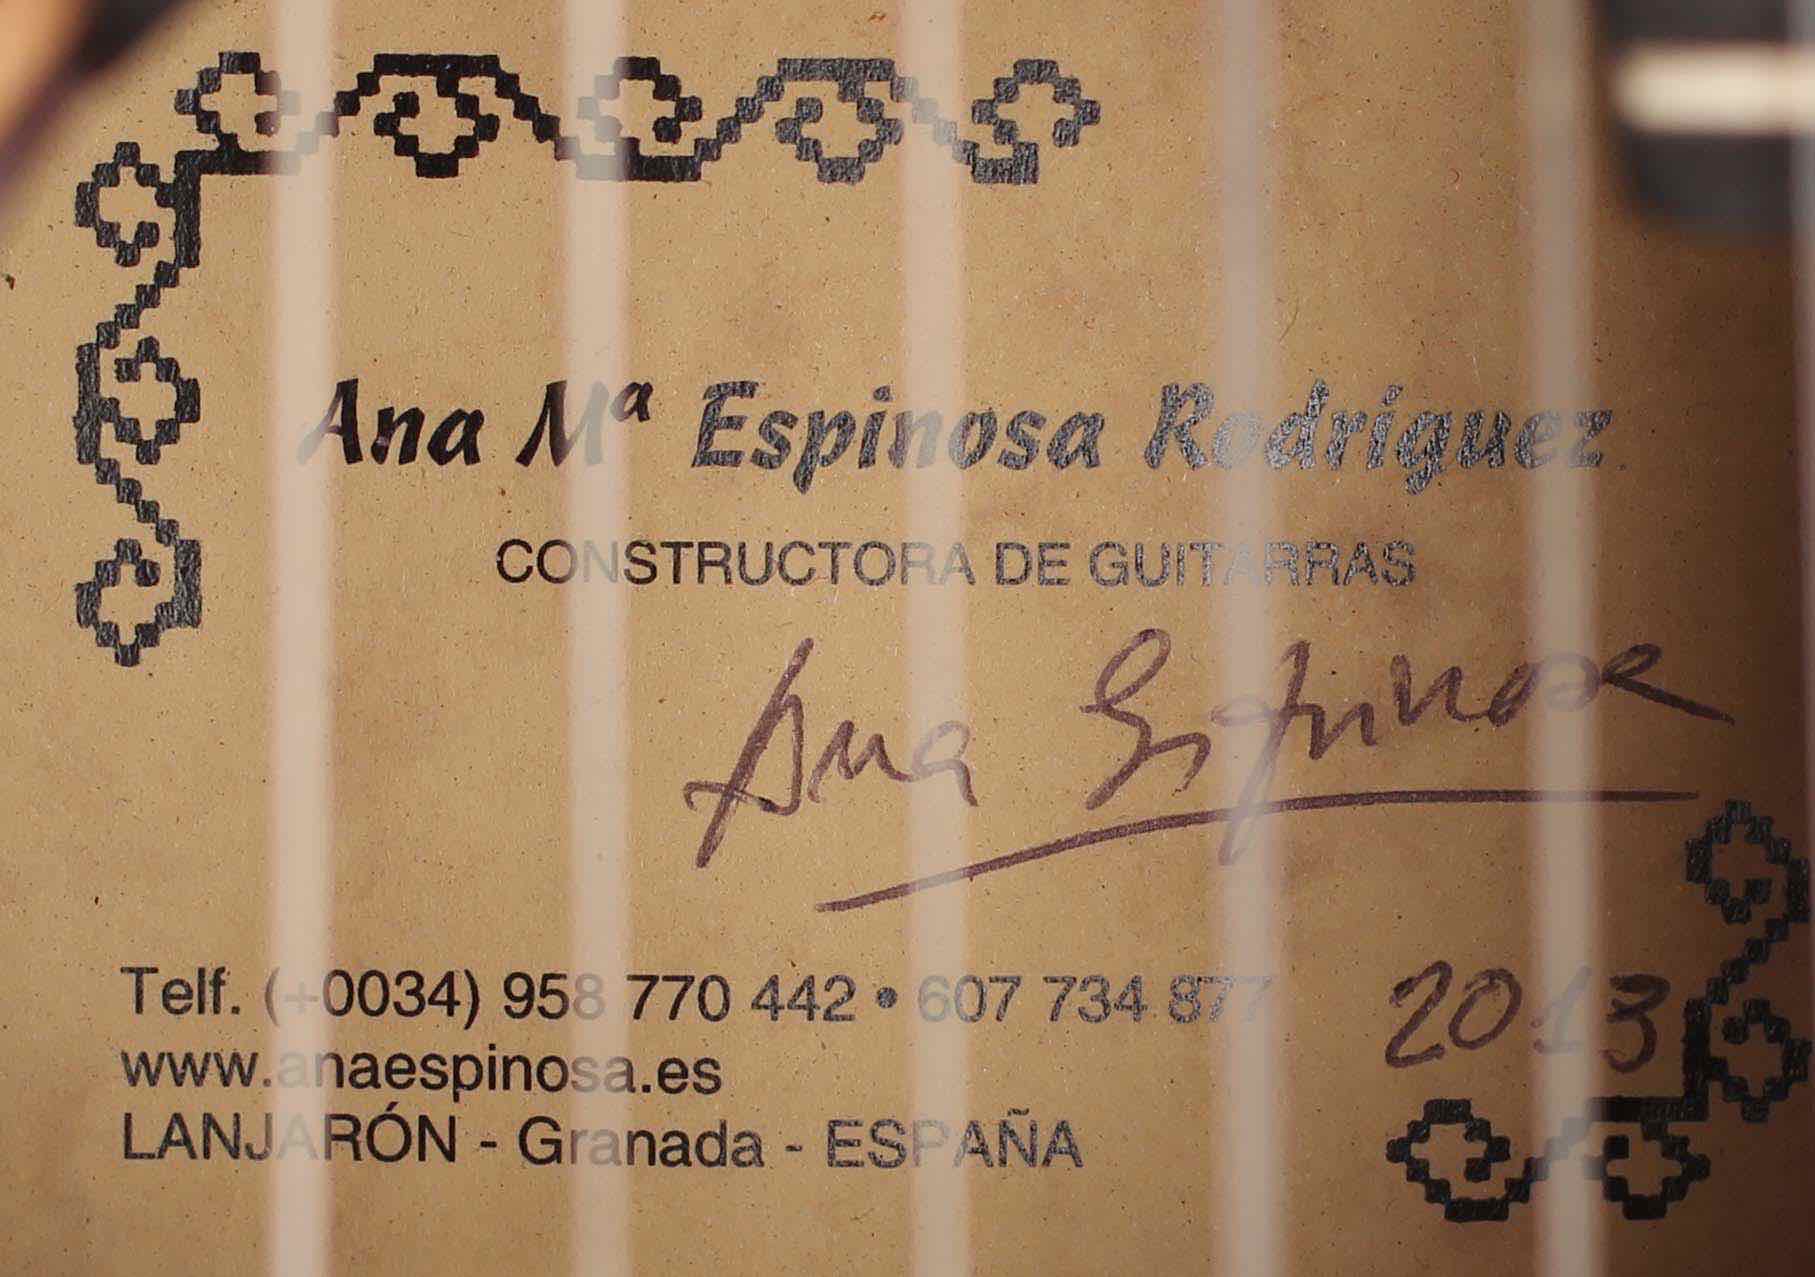 Ana Mª Espinosa Rodríguez
CONSTRUCTORA DE GUITARRAS
Ana Espinosa
Telf. (+0034) 958 770 442 • 607 734 877
2013
www.anaespinosa.es
LANJARÓN - Granada - ESPAÑA